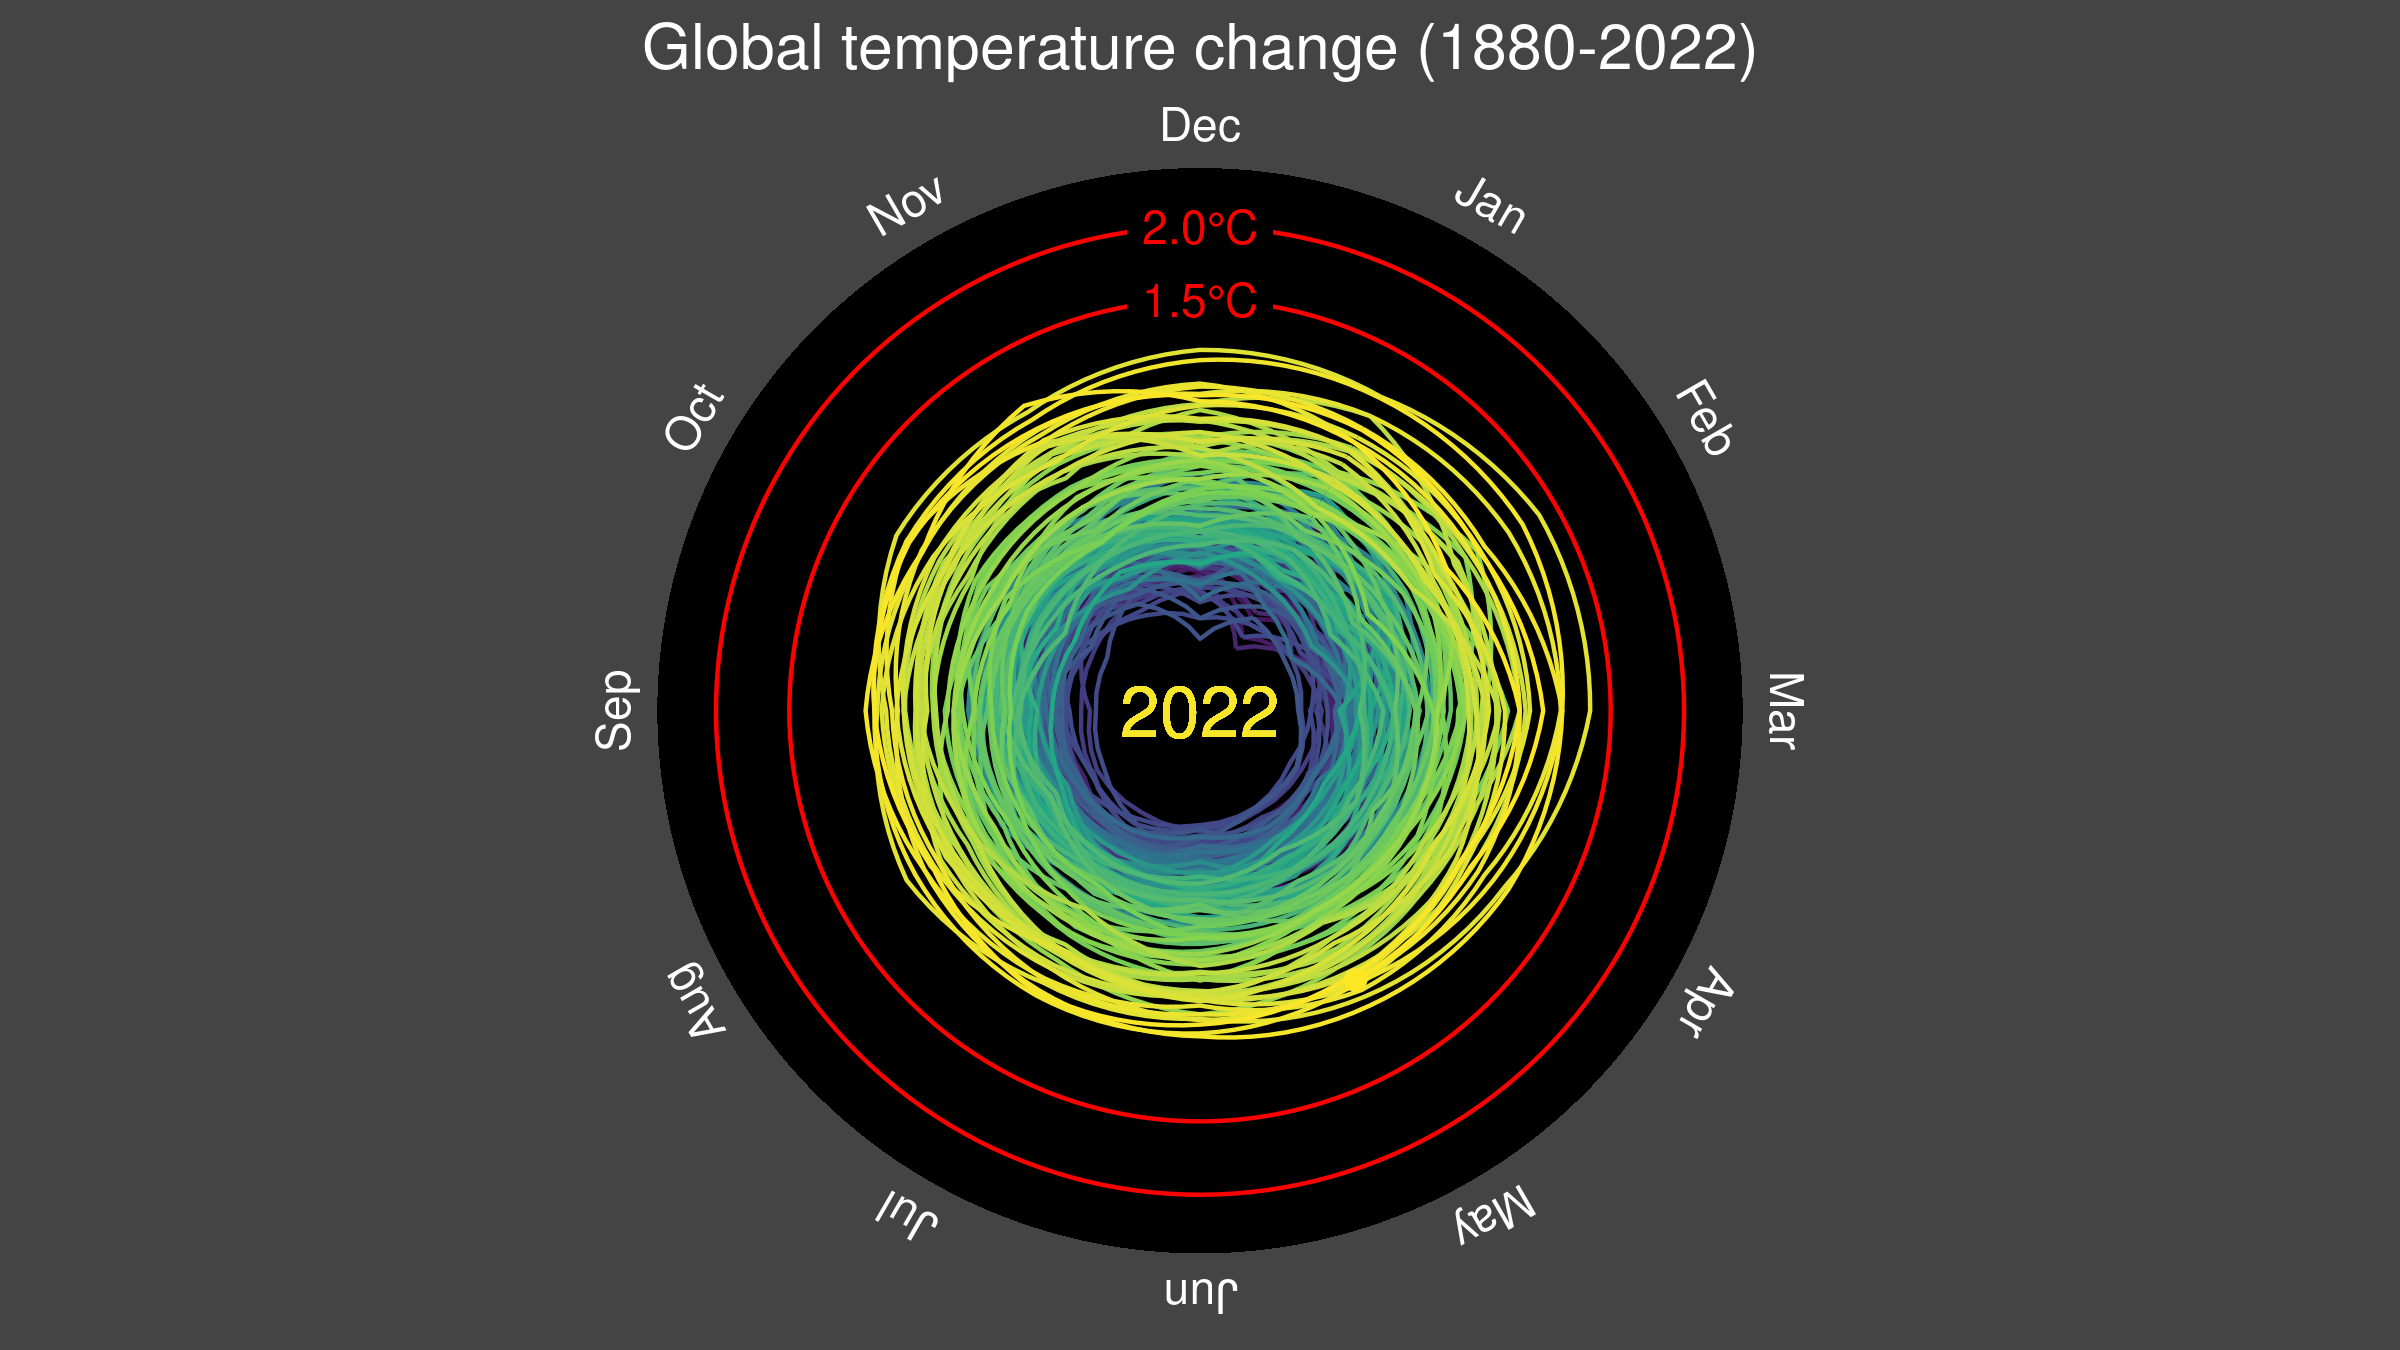 Global temperature change (1880-2022)
Dec
Jan
Feb
Mar
Apr
May
Jun
Jul
Aug
Sep
Oct
Nov
2.0°C
1.5°C
2022